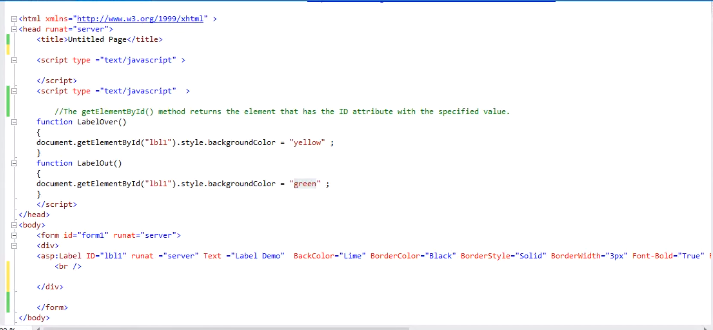 <html xmlns="http://www.w3.org/1999/xhtml" >
<head runat="server">
<title>Untitled Page</title>
<script type ="text/javascript" >
</script>
<script type ="text/javascript"  >
//The getElementById() method returns the element that has the ID attribute with the specified value.
function LabelOver()
{
document.getElementById("lbl1").style.backgroundColor = "yellow" ;
}
function LabelOut()
{
document.getElementById("lbl1").style.backgroundColor = "green" ;
}
</script>
</head>
<body>
<form id="form1" runat="server">
<div>
<asp:Label ID="lbl1" runat ="server" Text ="Label Demo"  BackColor="Lime" BorderColor="Black" BorderStyle="Solid" BorderWidth="3px" Font-Bold="True"
<br />
</div>
</form>
</body>